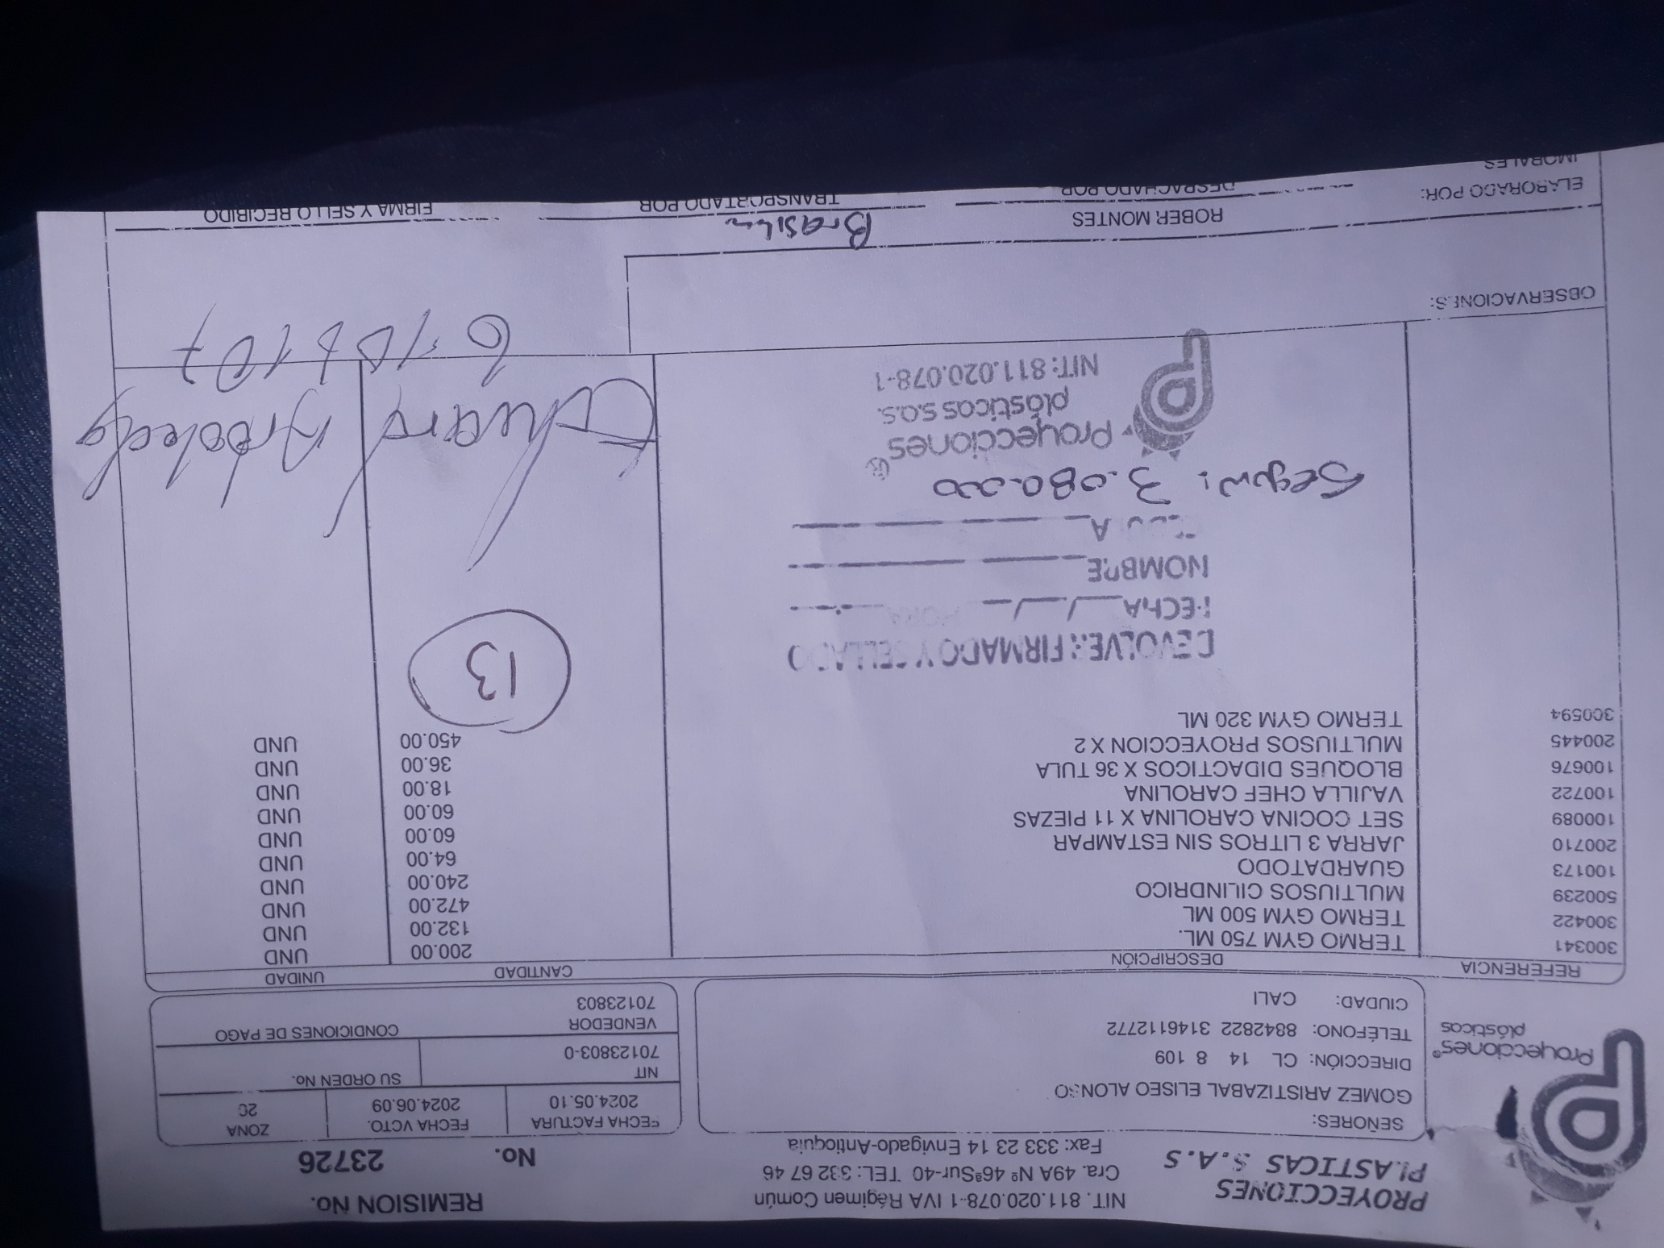 PROYECCIONES
PLASTICAS S.A.S
NIT. 811.020.078-1 IVA Régimen Común
Cra. 49A Nº 46ªSur-40 TEL: 332 67 46
Fax: 333 23 14 Envigado-Antioquia
REMISION No.
No. 23726
Proyecciones®
plásticos
SEÑORES:
GOMEZ ARISTIZABAL ELISEO ALONSO
DIRECCIÓN: CL 14 8 109
TELÉFONO: 8842822 3146112772
CIUDAD: CALI
FECHA FACTURA FECHA VCTO. ZONA
2024.05.10 2024.06.09 2C
NIT SU ORDEN No.
70123803-0
VENDEDOR CONDICIONES DE PAGO
70123803
REFERENCIA DESCRIPCIÓN CANTIDAD UNIDAD
300341 TERMO GYM 750 ML. 200.00 UND
300422 TERMO GYM 500 ML 132.00 UND
500239 MULTIUSOS CILINDRICO 472.00 UND
100173 GUARDATODO 240.00 UND
200710 JARRA 3 LITROS SIN ESTAMPAR 64.00 UND
100089 SET COCINA CAROLINA X 11 PIEZAS 60.00 UND
100722 VAJILLA CHEF CAROLINA 60.00 UND
100676 BLOQUES DIDACTICOS X 36 TULA 18.00 UND
200445 MULTIUSOS PROYECCION X 2 36.00 UND
300594 TERMO GYM 320 ML 450.00 UND
13
DEVOLVER FIRMADO Y SELLADO
FECHA / / HORA
NOMBRE
Seguro: 3.080.000
Proyecciones®
plásticas s.a.s.
NIT: 811.020.078-1
OBSERVACIONES:
ROBER MONTES
ELABORADO POR: DESPACHADO POR TRANSPORTADO POR FIRMA Y SELLO RECIBIDO